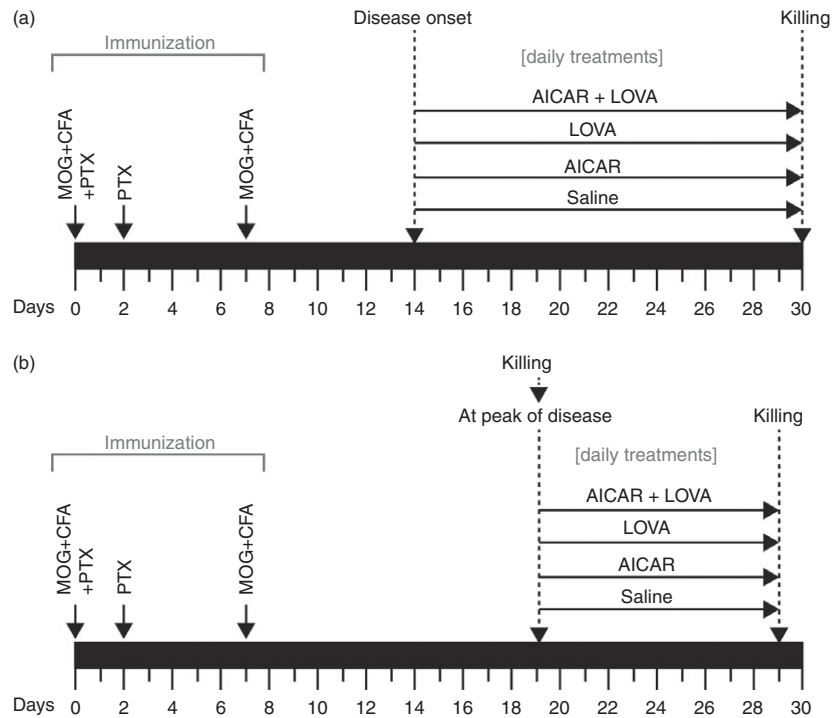 (a)
Disease onset
Killing
Immunization
[daily treatments]
MOG+CFA
+PTX
PTX
MOG+CFA
AICAR + LOVA
LOVA
AICAR
Saline
Days 0 2 4 6 8 10 12 14 16 18 20 22 24 26 28 30
(b)
Killing
At peak of disease
Killing
Immunization
[daily treatments]
MOG+CFA
+PTX
PTX
MOG+CFA
AICAR + LOVA
LOVA
AICAR
Saline
Days 0 2 4 6 8 10 12 14 16 18 20 22 24 26 28 30